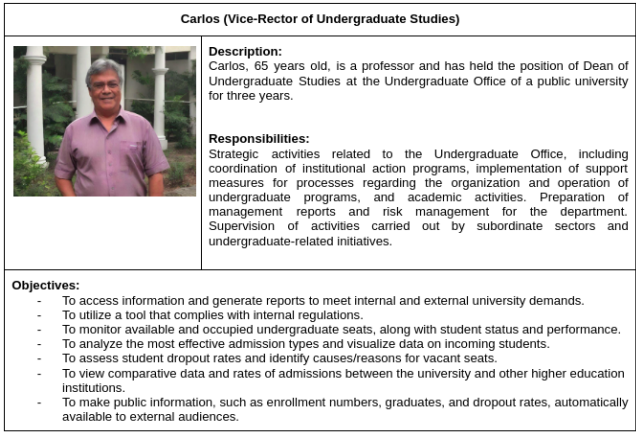 Carlos (Vice-Rector of Undergraduate Studies)
Description:
Carlos, 65 years old, is a professor and has held the position of Dean of
Undergraduate Studies at the Undergraduate Office of a public university
for three years.
Responsibilities:
Strategic activities related to the Undergraduate Office, including
coordination of institutional action programs, implementation of support
measures for processes regarding the organization and operation of
undergraduate programs, and academic activities. Preparation of
management reports and risk management for the department.
Supervision of activities carried out by subordinate sectors and
undergraduate-related initiatives.
Objectives:
- To access information and generate reports to meet internal and external university demands.
- To utilize a tool that complies with internal regulations.
- To monitor available and occupied undergraduate seats, along with student status and performance.
- To analyze the most effective admission types and visualize data on incoming students.
- To assess student dropout rates and identify causes/reasons for vacant seats.
- To view comparative data and rates of admissions between the university and other higher education
institutions.
- To make public information, such as enrollment numbers, graduates, and dropout rates, automatically
available to external audiences.